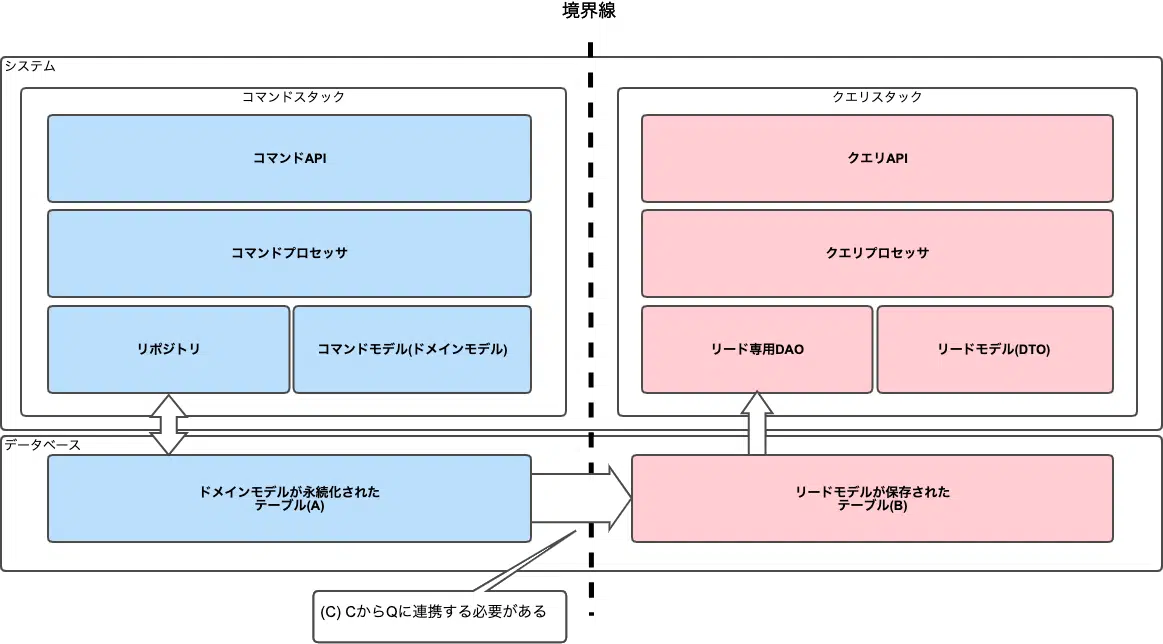 境界線
システム
コマンドスタック
コマンドAPI
コマンドプロセッサ
リポジトリ
コマンドモデル(ドメインモデル)
クエリスタック
クエリAPI
クエリプロセッサ
リード専用DAO
リードモデル(DTO)
データベース
ドメインモデルが永続化された
テーブル(A)
リードモデルが保存された
テーブル(B)
(C) CからQに連携する必要がある